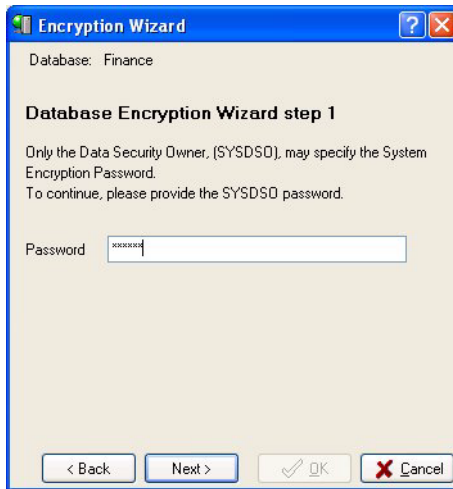 Encryption Wizard
Database: Finance
Database Encryption Wizard step 1
Only the Data Security Owner, (SYSDSO), may specify the System
Encryption Password.
To continue, please provide the SYSDSO password.
Password xxxxxx
< Back Next > OK Cancel